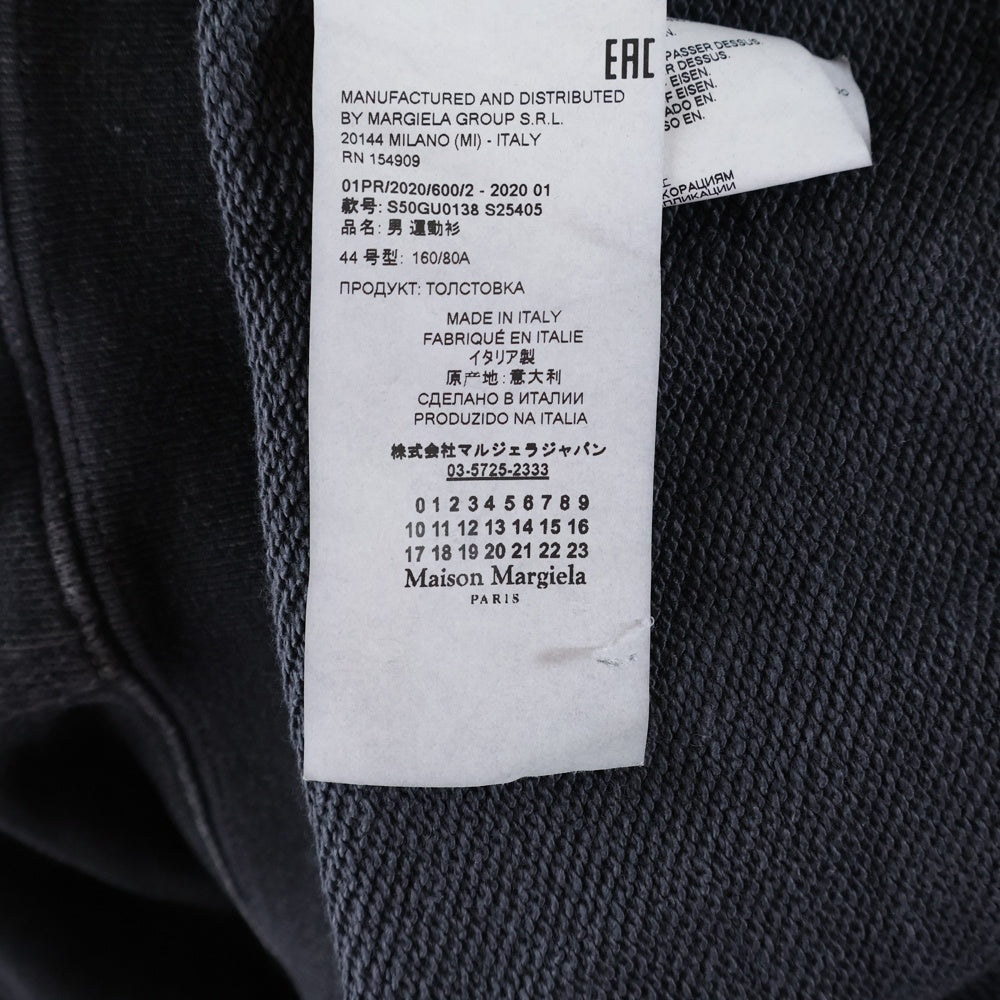 EAC
MANUFACTURED AND DISTRIBUTED
BY MARGIELA GROUP S.R.L.
20144 MILANO (MI) - ITALY
RN 154909
01PR/2020/600/2 - 2020 01
款号: S50GU0138 S25405
品名: 男 運動衫
44 号型: 160/80A
ПРОДУКТ: ТОЛСТОВКА
MADE IN ITALY
FABRIQUÉ EN ITALIE
イタリア製
原产地: 意大利
СДЕЛАНО В ИТАЛИИ
PRODUZIDO NA ITALIA
株式会社マルジェラジャパン
03-5725-2333
0 1 2 3 4 5 6 7 8 9
10 11 12 13 14 15 16
17 18 19 20 21 22 23
Maison Margiela
PARIS
PASSER DESSUS.
DESSUS.
EISEN.
EISEN.
EN.
EN.